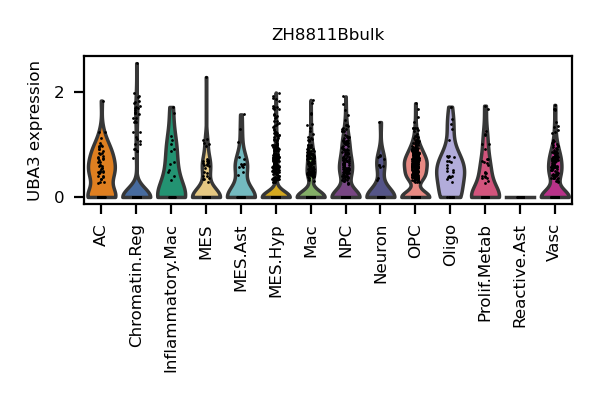 ZH8811Bbulk
UBA3 expression
2
0
AC
Chromatin.Reg
Inflammatory.Mac
MES
MES.Ast
MES.Hyp
Mac
NPC
Neuron
OPC
Oligo
Prolif.Metab
Reactive.Ast
Vasc